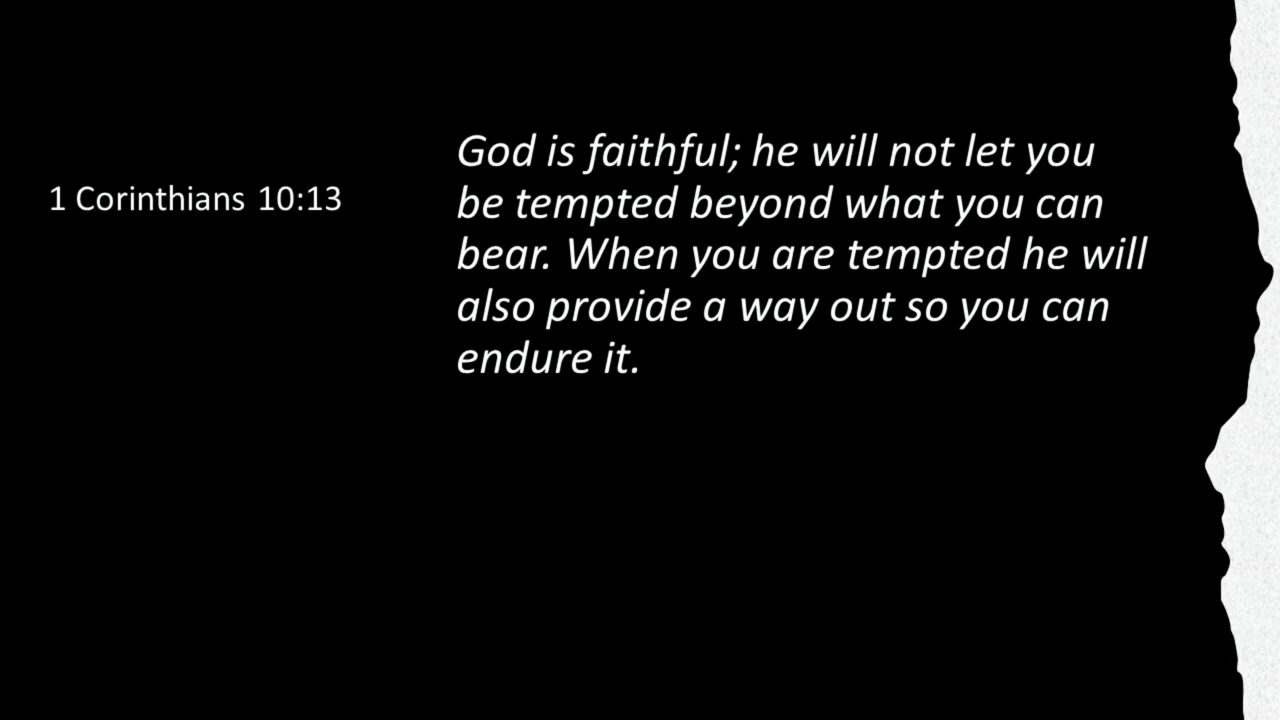 1 Corinthians 10:13
God is faithful; he will not let you
be tempted beyond what you can
bear. When you are tempted he will
also provide a way out so you can
endure it.